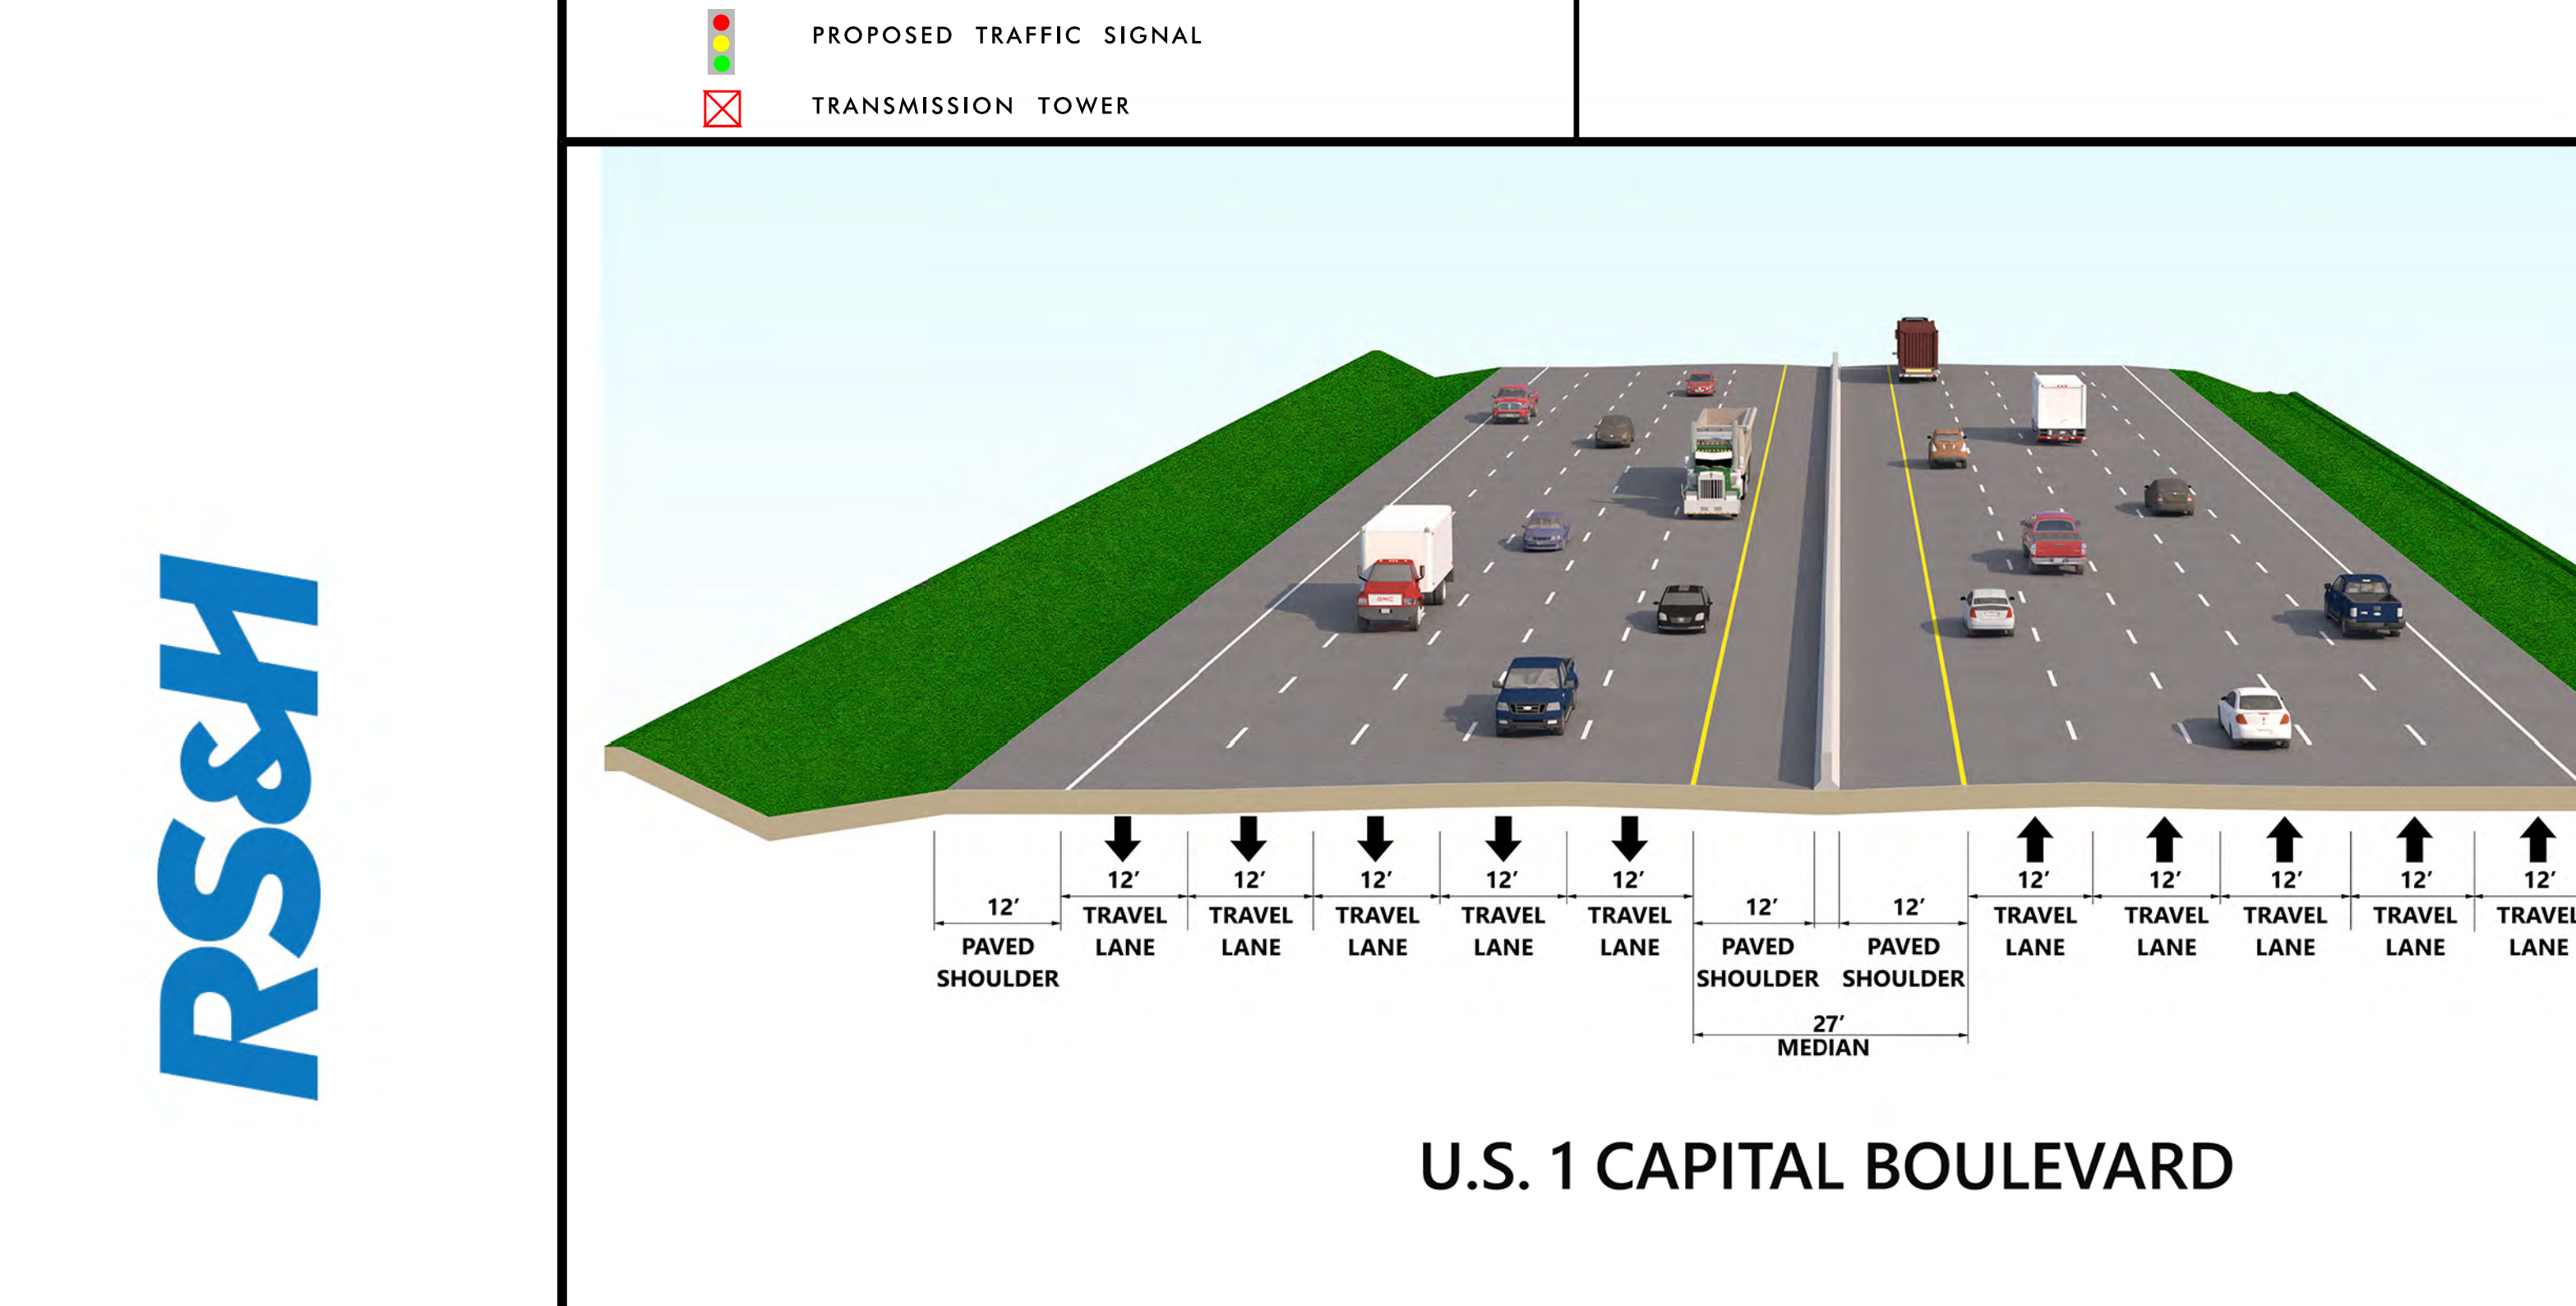 PROPOSED TRAFFIC SIGNAL
TRANSMISSION TOWER
RS&H
GMC
12’ 12’ 12’ 12’ 12’ 12’ 12’ 12’ 12’ 12’
12’ 12’ 12’
TRAVEL TRAVEL TRAVEL TRAVEL TRAVEL TRAVEL TRAVEL TRAVEL TRAVEL TRAVEL
PAVED LANE LANE LANE LANE LANE PAVED PAVED LANE LANE LANE LANE LANE
SHOULDER SHOULDER SHOULDER
27’
MEDIAN
U.S. 1 CAPITAL BOULEVARD